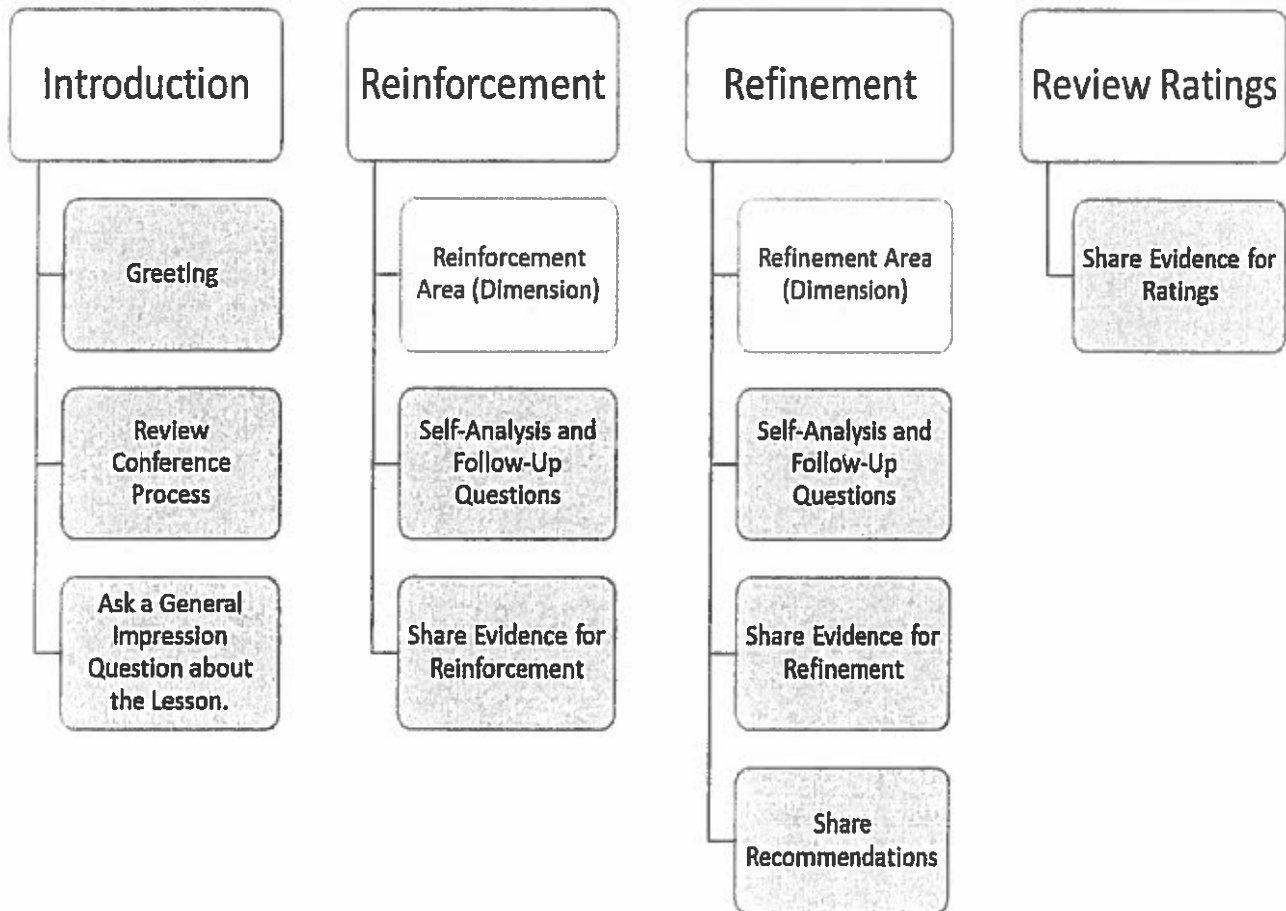 Introduction
Greeting
Review
Conference
Process
Ask a General
Impression
Question about
the Lesson.
Reinforcement
Reinforcement
Area (Dimension)
Self-Analysis and
Follow-Up
Questions
Share Evidence for
Reinforcement
Refinement
Refinement Area
(Dimension)
Self-Analysis and
Follow-Up
Questions
Share Evidence for
Refinement
Share
Recommendations
Review Ratings
Share Evidence for
Ratings